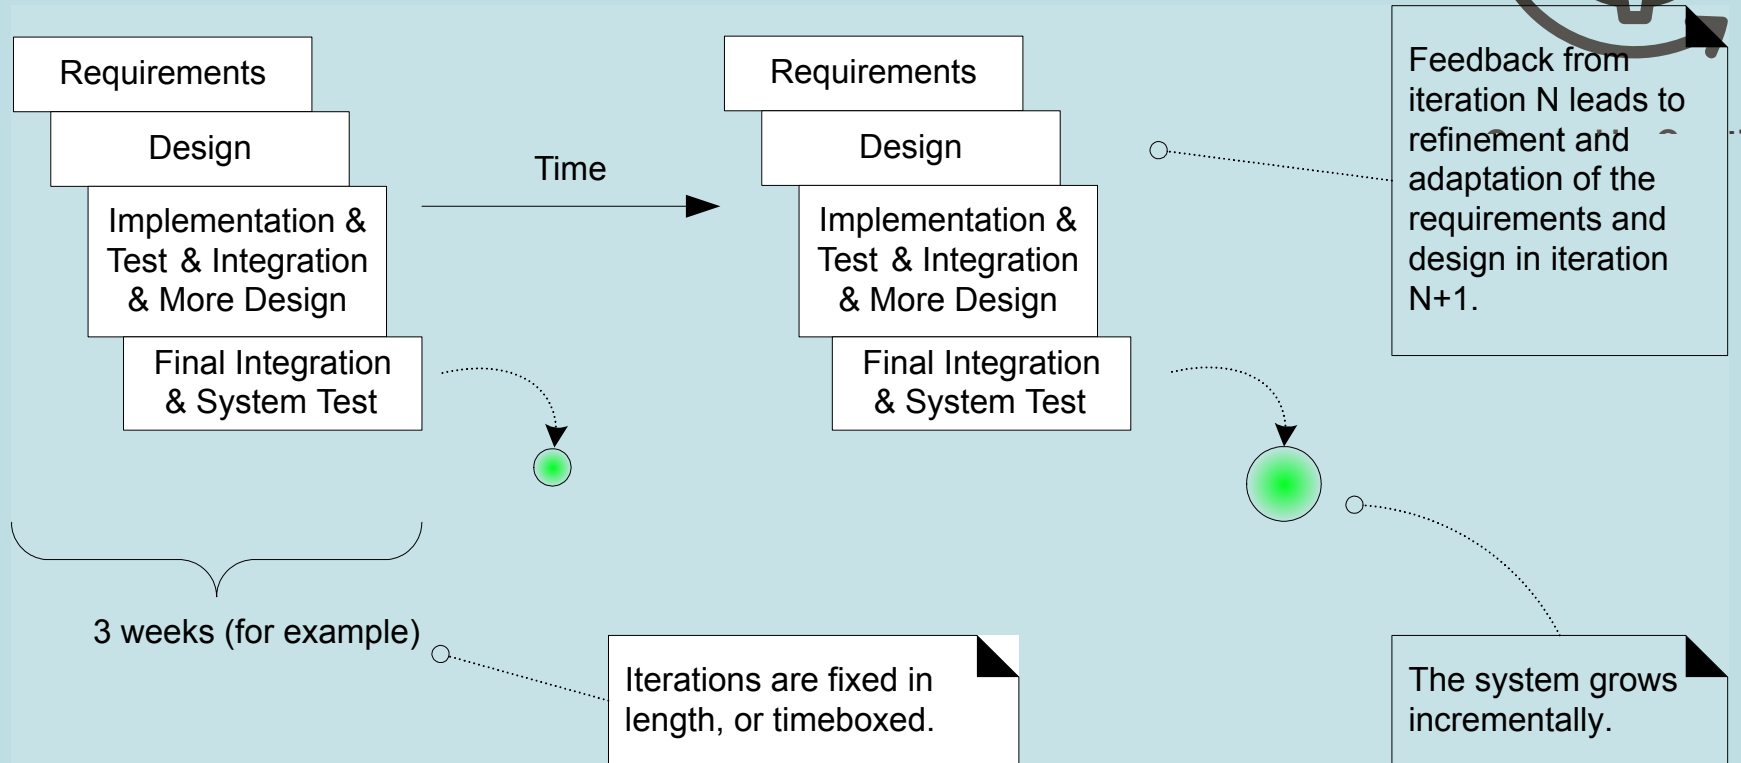 Requirements
Design
Implementation &
Test & Integration
& More Design
Final Integration
& System Test
Time
Requirements
Design
Implementation &
Test & Integration
& More Design
Final Integration
& System Test
Feedback from
iteration N leads to
refinement and
adaptation of the
requirements and
design in iteration
N+1.
3 weeks (for example)
Iterations are fixed in
length, or timeboxed.
The system grows
incrementally.